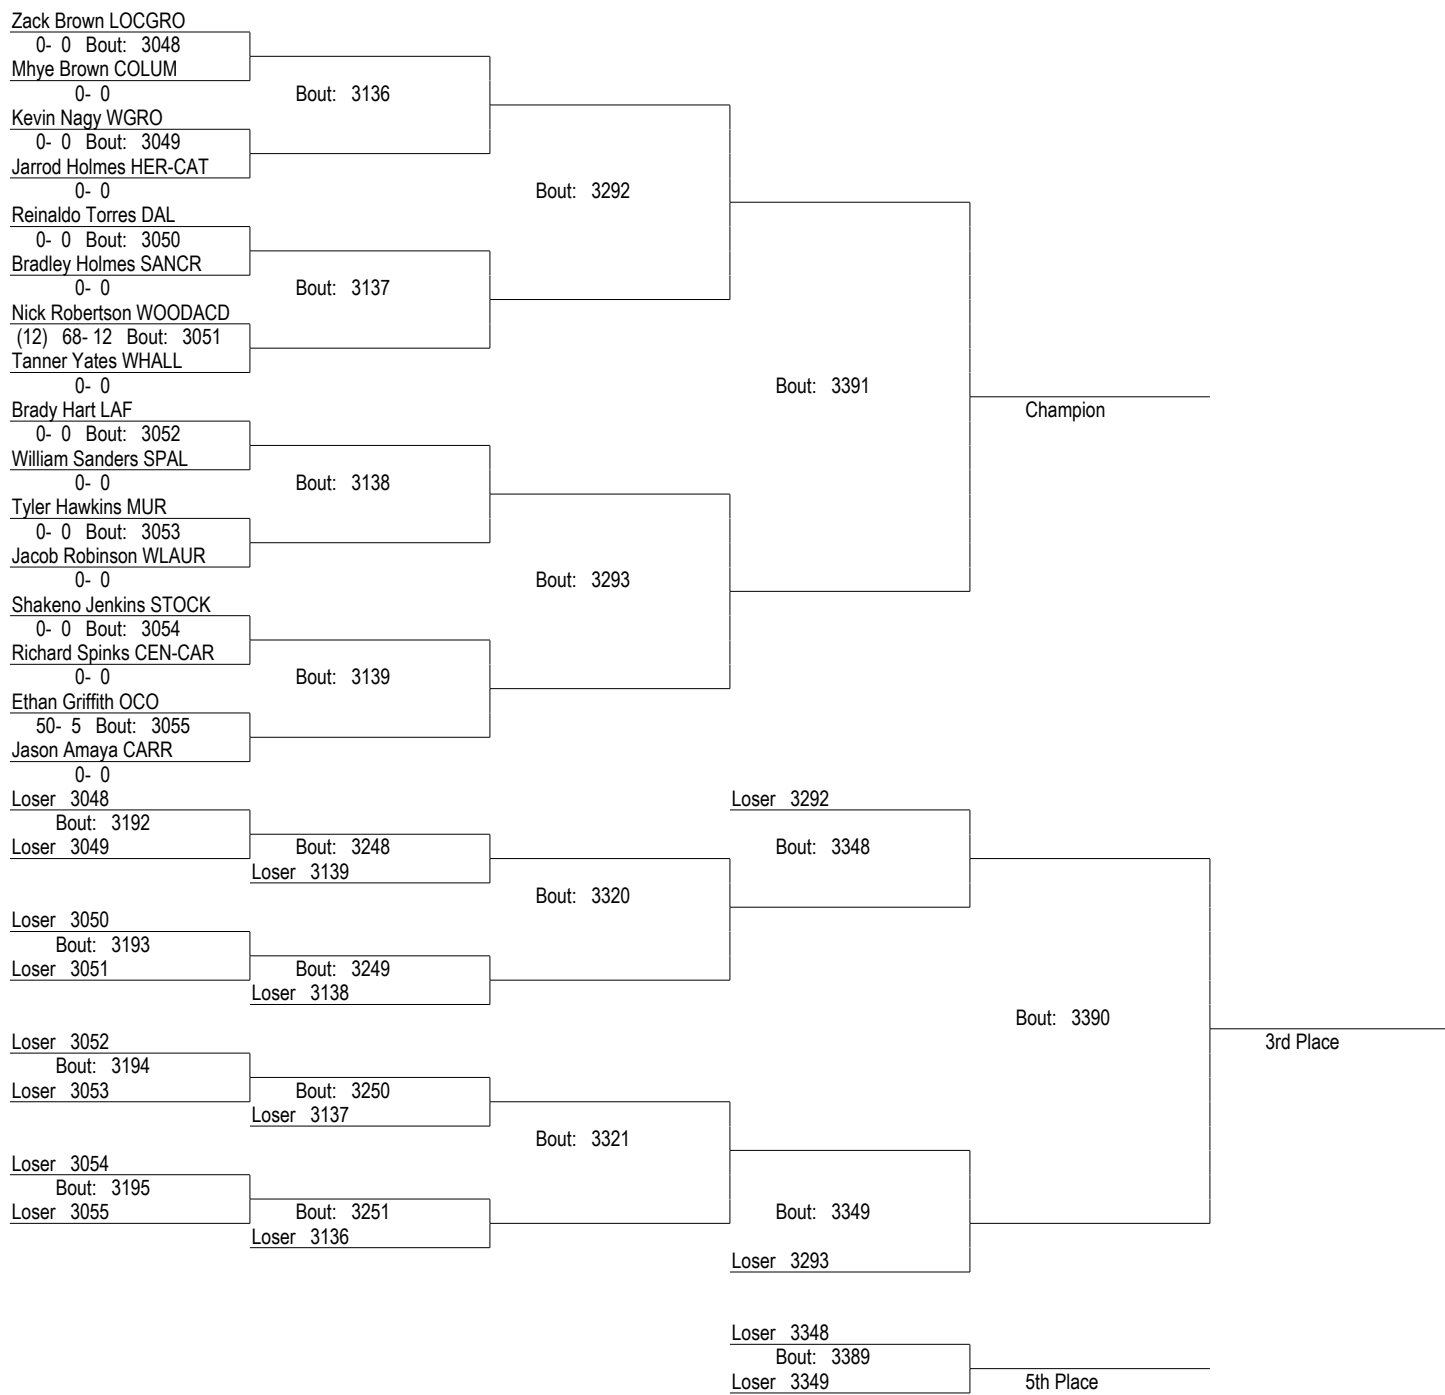 Zack Brown LOCGRO
0- 0 Bout: 3048
Mhye Brown COLUM
0- 0
Bout: 3136
Kevin Nagy WGRO
0- 0 Bout: 3049
Jarrod Holmes HER-CAT
0- 0
Bout: 3292
Reinaldo Torres DAL
0- 0 Bout: 3050
Bradley Holmes SANCR
0- 0
Bout: 3137
Nick Robertson WOODACD
(12) 68- 12 Bout: 3051
Tanner Yates WHALL
0- 0
Bout: 3391
Brady Hart LAF
Champion
0- 0 Bout: 3052
William Sanders SPAL
0- 0
Bout: 3138
Tyler Hawkins MUR
0- 0 Bout: 3053
Jacob Robinson WLAUR
0- 0
Bout: 3293
Shakeno Jenkins STOCK
0- 0 Bout: 3054
Richard Spinks CEN-CAR
0- 0
Bout: 3139
Ethan Griffith OCO
50- 5 Bout: 3055
Jason Amaya CARR
0- 0
Loser 3048
Loser 3292
Bout: 3192
Loser 3049
Bout: 3248
Bout: 3348
Loser 3139
Bout: 3320
Loser 3050
Bout: 3193
Loser 3051
Bout: 3249
Loser 3138
Bout: 3390
Loser 3052
3rd Place
Bout: 3194
Loser 3053
Bout: 3250
Loser 3137
Bout: 3321
Loser 3054
Bout: 3195
Loser 3055
Bout: 3251
Bout: 3349
Loser 3136
Loser 3293
Loser 3348
Bout: 3389
Loser 3349
5th Place